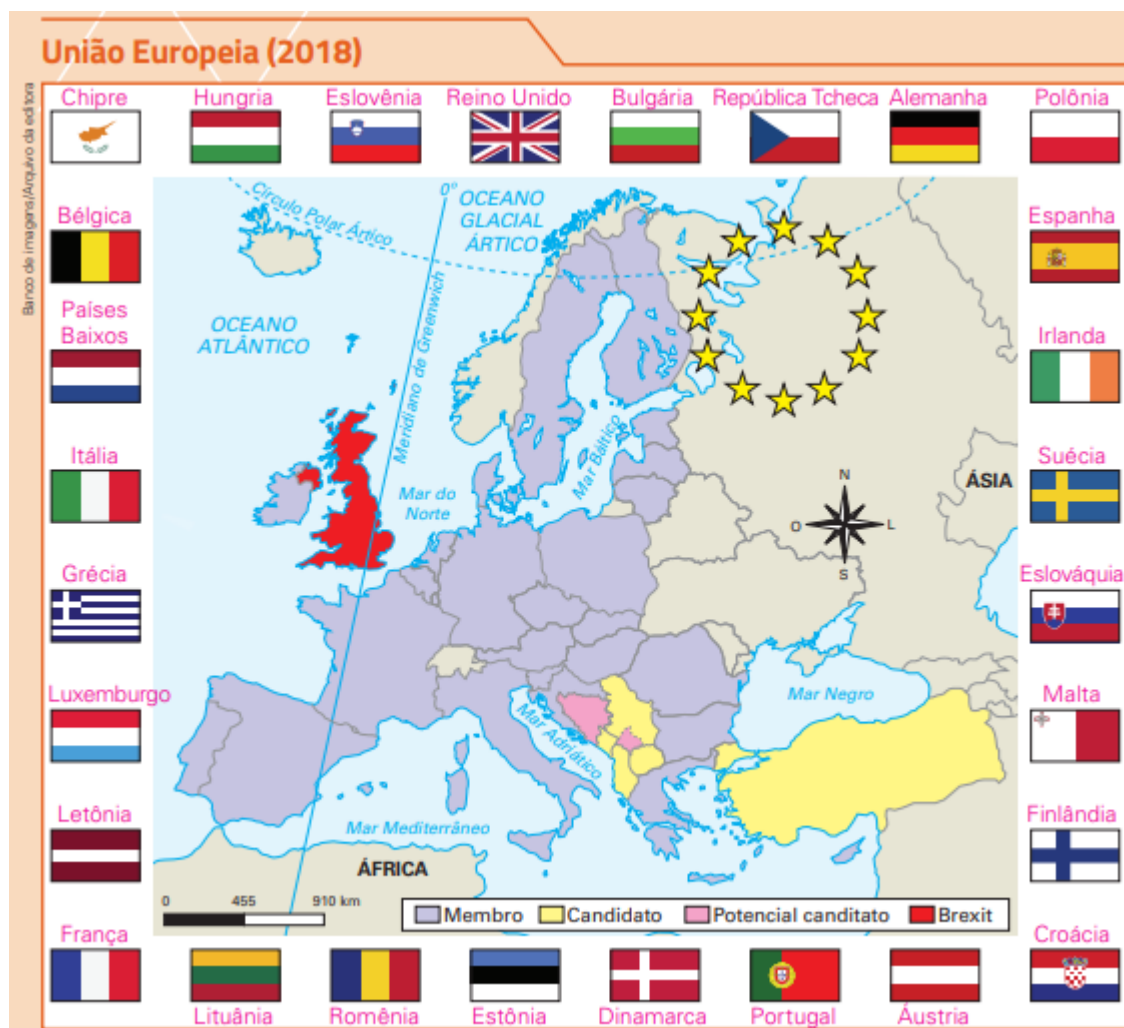 União Europeia (2018)
Banco de imagens/Arquivo da editora
Chipre
Hungria
Eslovênia
Reino Unido
Bulgária
República Tcheca
Alemanha
Polônia
Bélgica
Países
Baixos
Itália
Grécia
Luxemburgo
Letônia
França
Círculo Polar Ártico
0°
OCEANO
GLACIAL
ÁRTICO
OCEANO
ATLÂNTICO
Meridiano de Greenwich
Mar do
Norte
Mar Báltico
N
O
L
S
ÁSIA
Mar Negro
Mar Adriático
Mar Mediterrâneo
ÁFRICA
0 455 910 km
Membro
Candidato
Potencial canditato
Brexit
Espanha
Irlanda
Suécia
Eslováquia
Malta
Finlândia
Croácia
Lituânia
Romênia
Estônia
Dinamarca
Portugal
Áustria